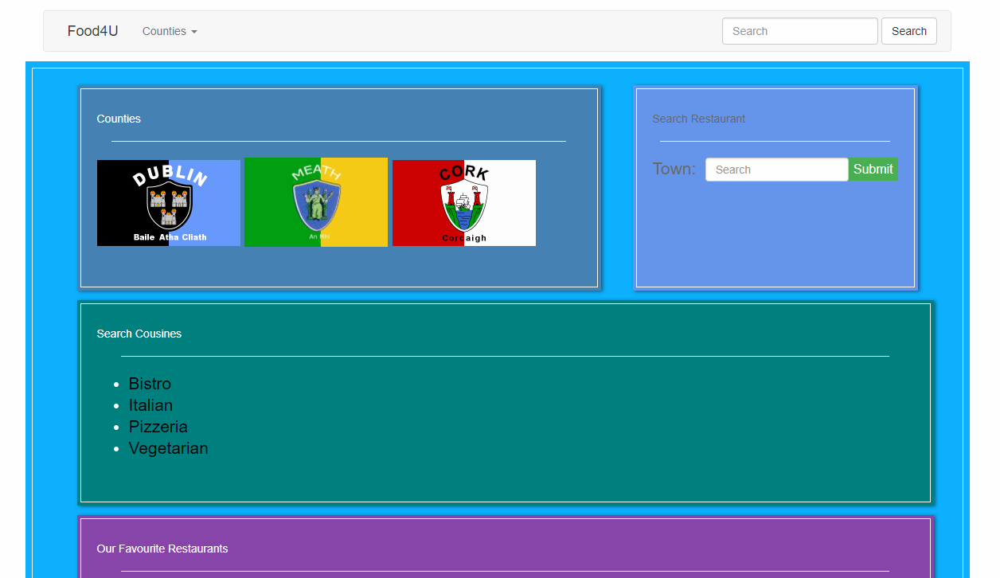 Food4U Counties Search Search
Counties
DUBLIN
Baile Atha Cliath
MEATH
An Mhí
CORK
Corcaigh
Search Restaurant
Town: Search Submit
Search Cousines
Bistro
Italian
Pizzeria
Vegetarian
Our Favourite Restaurants